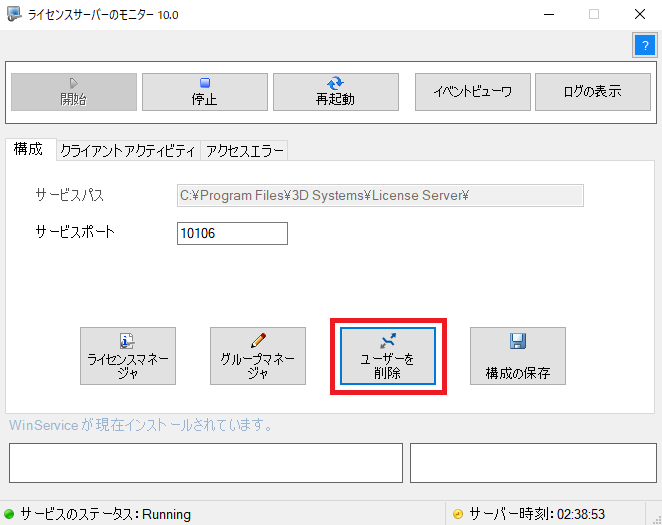 ライセンスサーバーのモニター 10.0
?
開始
停止
再起動
イベントビューワ
ログの表示
構成
クライアントアクティビティ
アクセスエラー
サービスパス
C:¥Program Files¥3D Systems¥License Server¥
サービスポート
10106
ライセンスマネー
ジャ
グループマネー
ジャ
ユーザーを
削除
構成の保存
WinService が現在インストールされています。
サービスのステータス: Running
サーバー時刻: 02:38:53